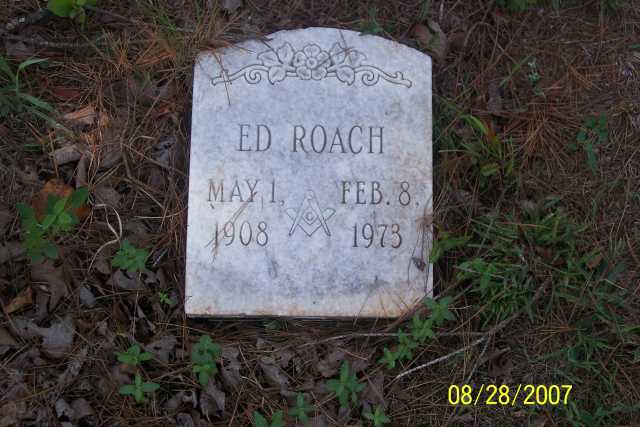 ED ROACH
MAY 1, FEB. 8,
1908 G 1973
08/28/2007